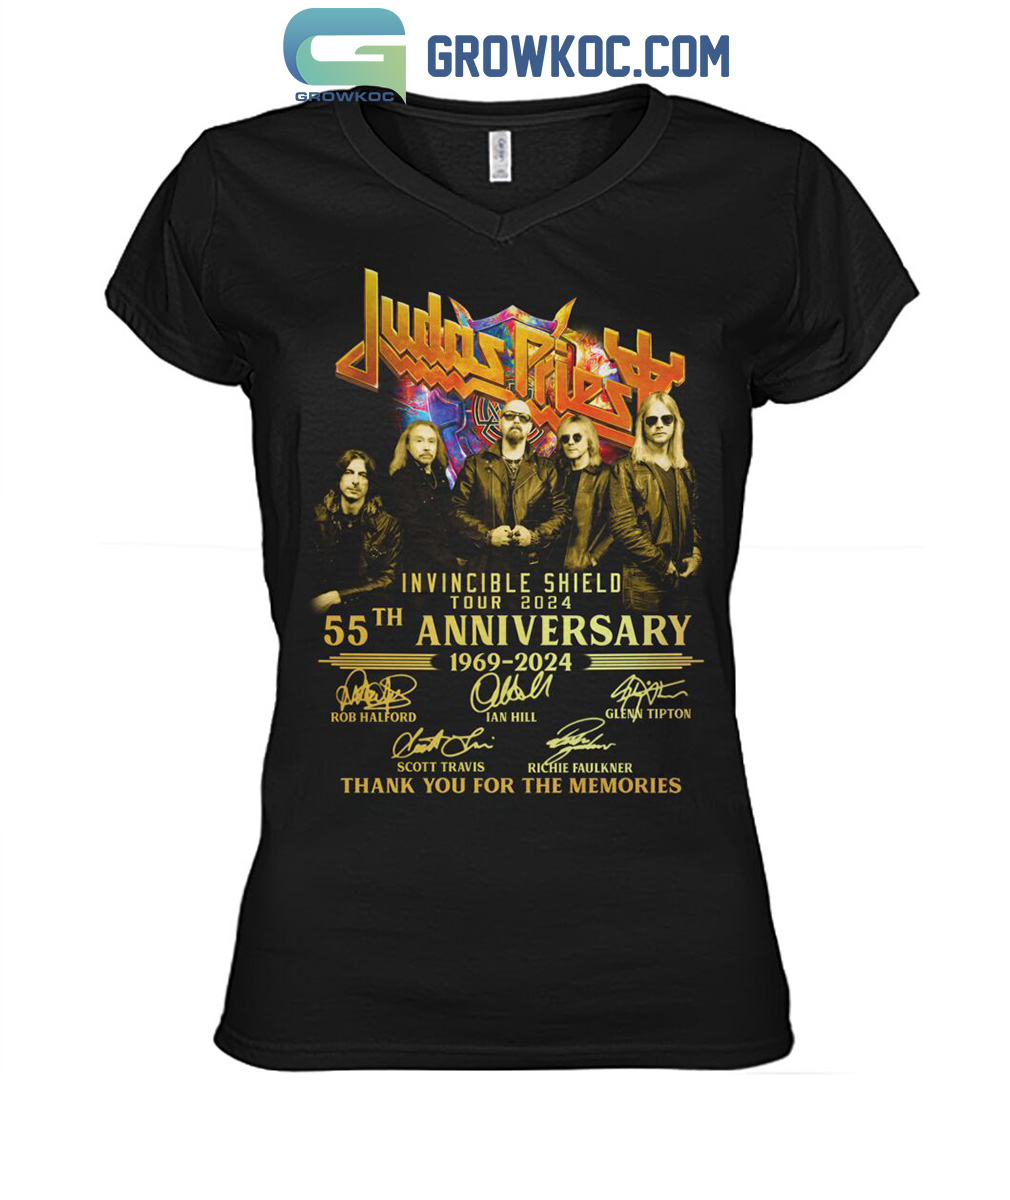 GROWKOC
GROWKOC.COM
Judas Priest
INVINCIBLE SHIELD
TOUR 2024
55TH ANNIVERSARY
1969-2024
ROB HALFORD IAN HILL GLENN TIPTON
SCOTT TRAVIS RICHIE FAULKNER
THANK YOU FOR THE MEMORIES